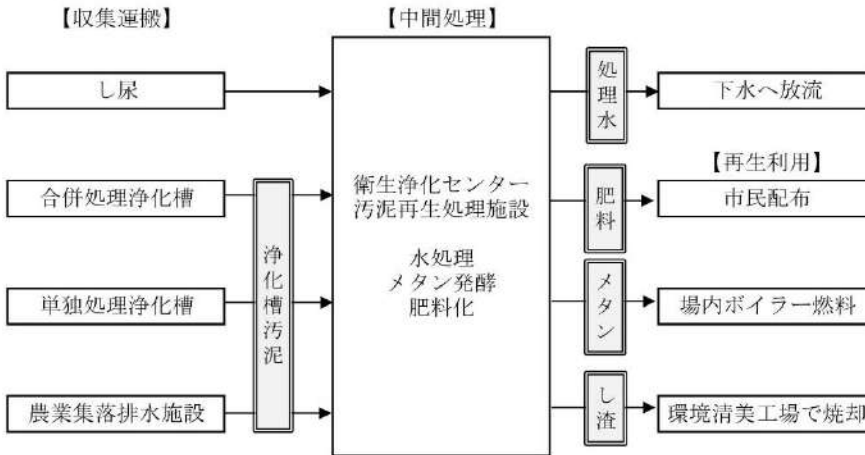 【収集運搬】
し尿
合併処理浄化槽
単独処理浄化槽
農業集落排水施設
浄化槽汚泥
【中間処理】
衛生浄化センター
汚泥再生処理施設
水処理
メタン発酵
肥料化
処理水
下水へ放流
【再生利用】
肥料
市民配布
メタン
場内ボイラー燃料
し渣
環境清美工場で焼却